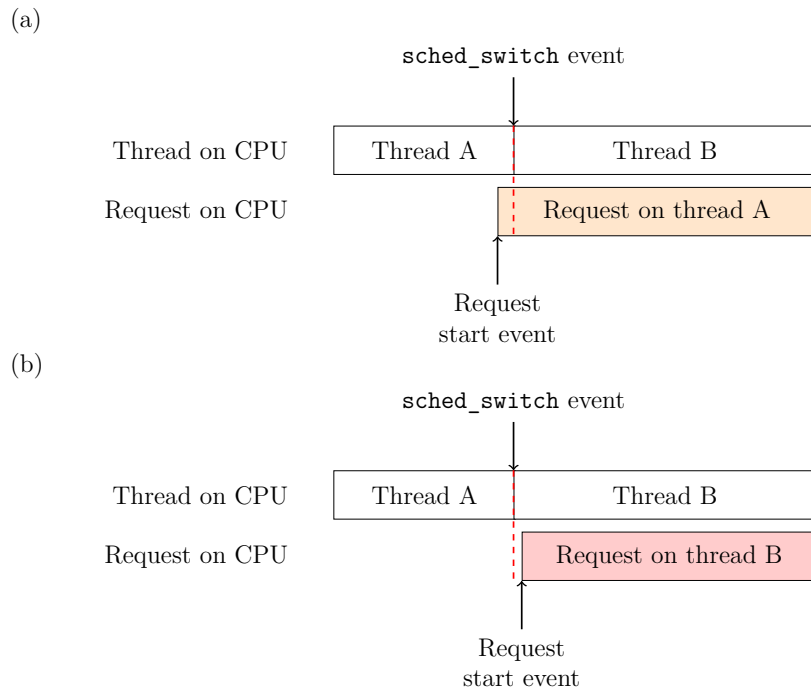 (a)
sched_switch event
Thread on CPU Thread A Thread B
Request on CPU Request on thread A
Request
start event
(b)
sched_switch event
Thread on CPU Thread A Thread B
Request on CPU Request on thread B
Request
start event